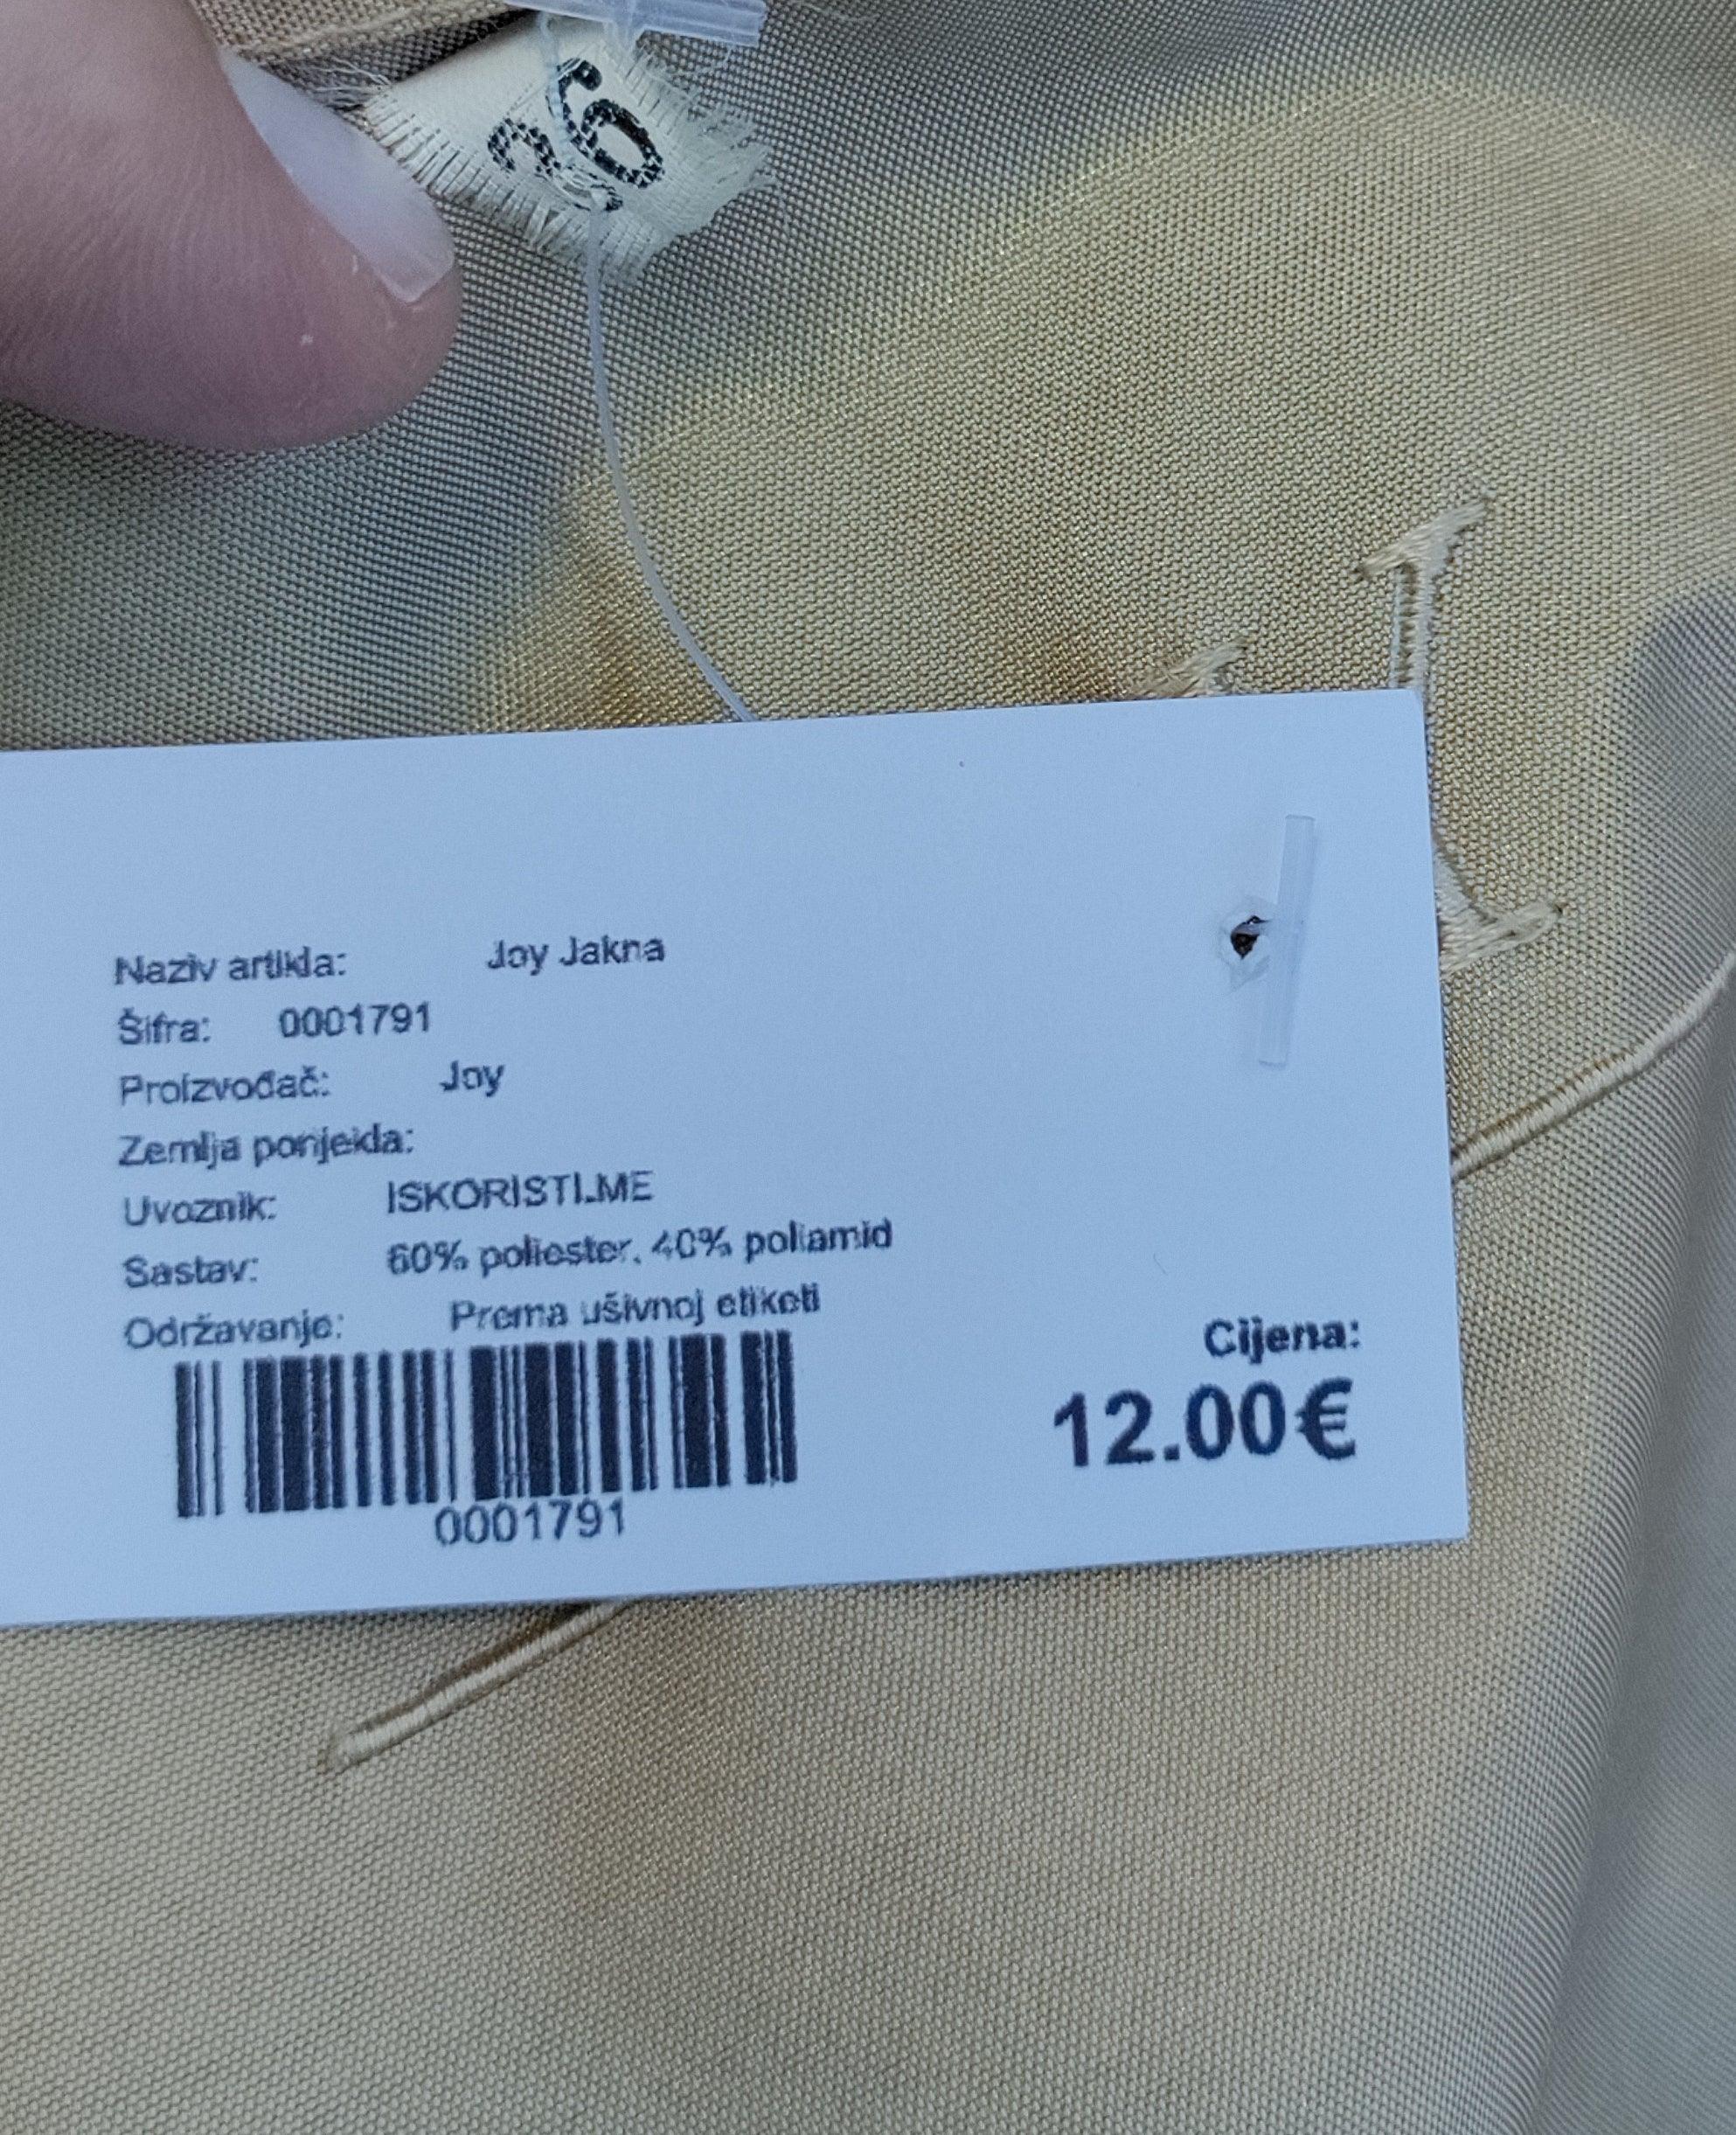 36
Naziv artikla: Joy Jakna
Šifra: 0001791
Proizvođač: Joy
Zemlja porijekla:
Uvoznik: ISKORISTI.ME
Sastav: 60% poliester, 40% poliamid
Održavanje: Prema ušivnoj etiketi
0001791
Cijena:
12.00€